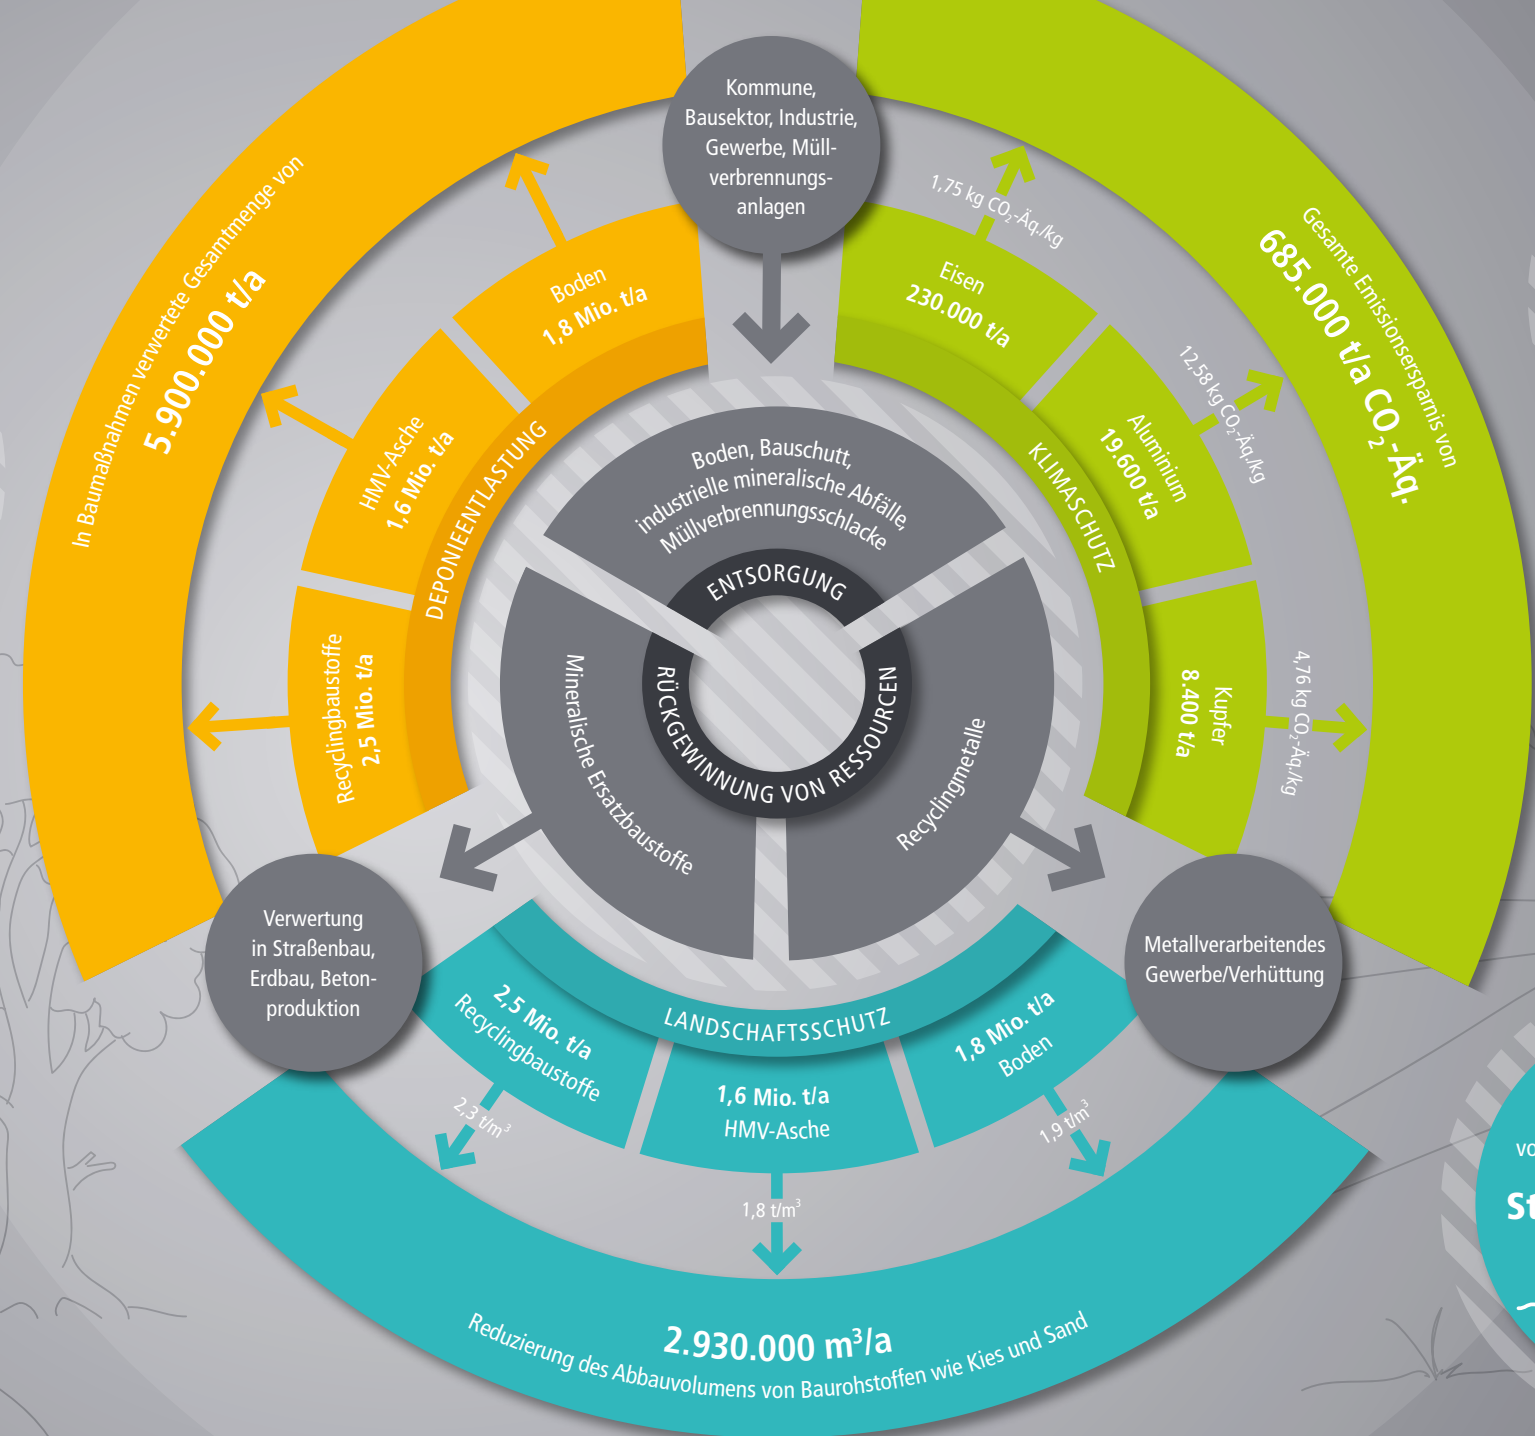 Kommune,
Bausektor, Industrie,
Gewerbe, Müll-
verbrennungs-
anlagen
In Baumaßnahmen verwertete Gesamtmenge von
5.900.000 t/a
Boden
1,8 Mio. t/a
HMV-Asche
1,6 Mio. t/a
Recyclingbaustoffe
2,5 Mio. t/a
DEPONIEENTLASTUNG
Gesamte Emissionsersparnis von
685.000 t/a CO₂-Äq.
1,75 kg CO₂-Äq./kg
Eisen
230.000 t/a
12,58 kg CO₂-Äq./kg
Aluminium
19.600 t/a
4,76 kg CO₂-Äq./kg
Kupfer
8.400 t/a
KLIMASCHUTZ
Boden, Bauschutt,
industrielle mineralische Abfälle,
Müllverbrennungsschlacke
ENTSORGUNG
RÜCKGEWINNUNG VON RESSOURCEN
Mineralische Ersatzbaustoffe
Recyclingmetalle
Verwertung
in Straßenbau,
Erdbau, Beton-
produktion
Metallverarbeitendes
Gewerbe/Verhüttung
LANDSCHAFTSSCHUTZ
2,5 Mio. t/a
Recyclingbaustoffe
1,6 Mio. t/a
HMV-Asche
1,8 Mio. t/a
Boden
2,3 t/m³
1,8 t/m³
1,9 t/m³
2.930.000 m³/a
Reduzierung des Abbauvolumens von Baurohstoffen wie Kies und Sand